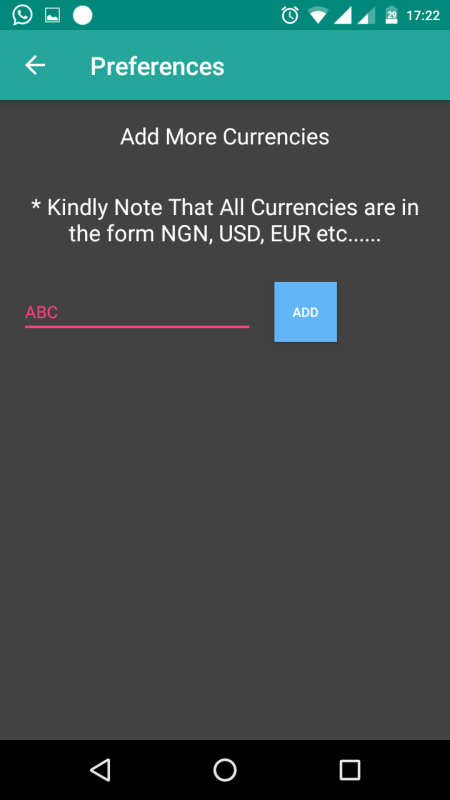 29 17:22
Preferences
Add More Currencies
* Kindly Note That All Currencies are in
the form NGN, USD, EUR etc......
ABC
ADD